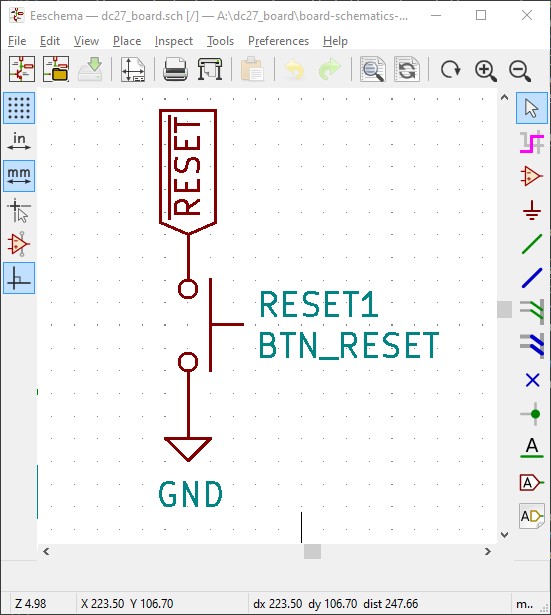 Eeschema — dc27_board.sch [/] — A:\dc27_board\board-schematics-...
File Edit View Place Inspect Tools Preferences Help
in
mm
A
A
AD
RESET
RESET1
BTN_RESET
GND
Z 4.98 X 223.50 Y 106.70 dx 223.50 dy 106.70 dist 247.66 m..